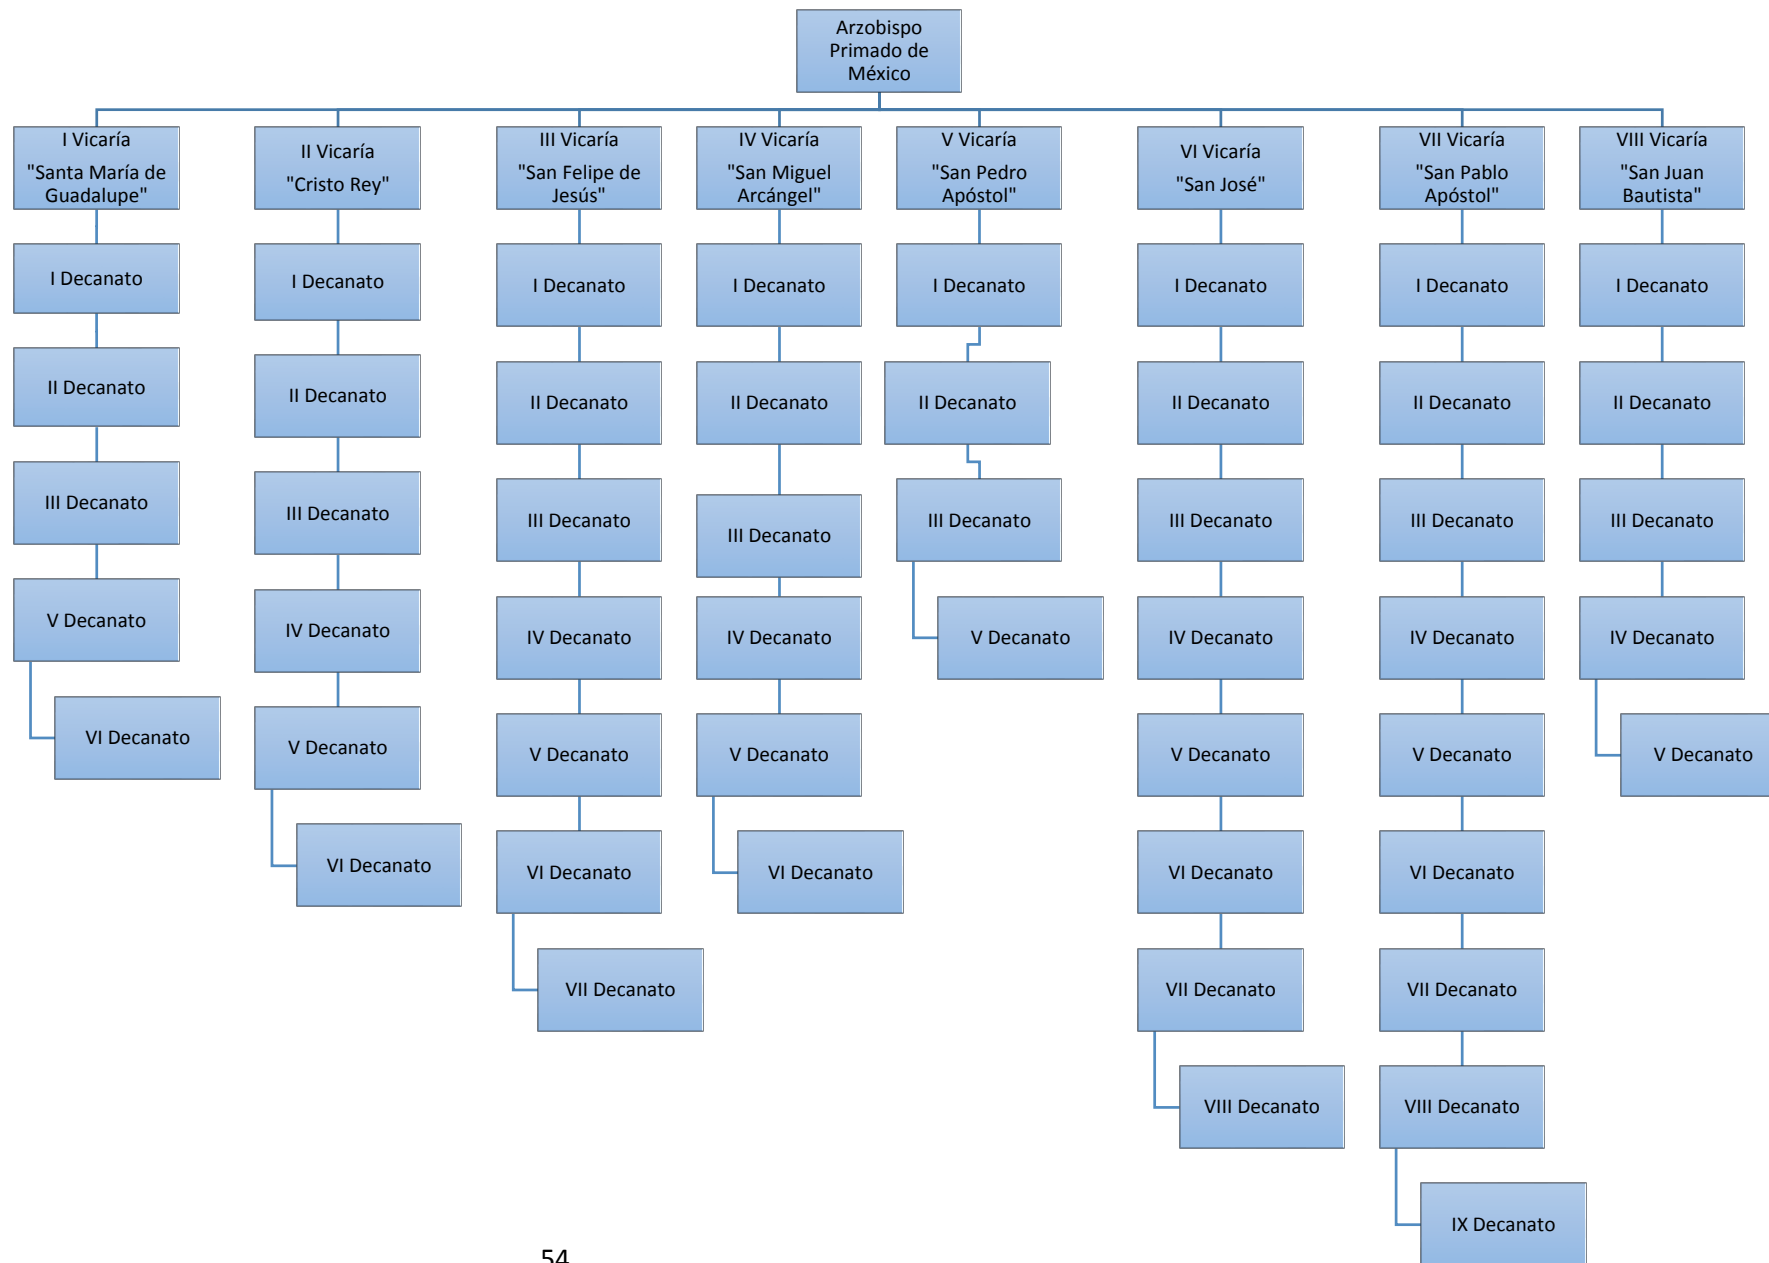 Arzobispo
Primado de
México
I Vicaría
"Santa María de
Guadalupe"
I Decanato
II Decanato
III Decanato
V Decanato
VI Decanato
II Vicaría
"Cristo Rey"
I Decanato
II Decanato
III Decanato
IV Decanato
V Decanato
VI Decanato
III Vicaría
"San Felipe de
Jesús"
I Decanato
II Decanato
III Decanato
IV Decanato
V Decanato
VI Decanato
VII Decanato
IV Vicaría
"San Miguel
Arcángel"
I Decanato
II Decanato
III Decanato
IV Decanato
V Decanato
VI Decanato
V Vicaría
"San Pedro
Apóstol"
I Decanato
II Decanato
III Decanato
V Decanato
VI Vicaría
"San José"
I Decanato
II Decanato
III Decanato
IV Decanato
V Decanato
VI Decanato
VII Decanato
VIII Decanato
VII Vicaría
"San Pablo
Apóstol"
I Decanato
II Decanato
III Decanato
IV Decanato
V Decanato
VI Decanato
VII Decanato
VIII Decanato
IX Decanato
VIII Vicaría
"San Juan
Bautista"
I Decanato
II Decanato
III Decanato
IV Decanato
V Decanato
54